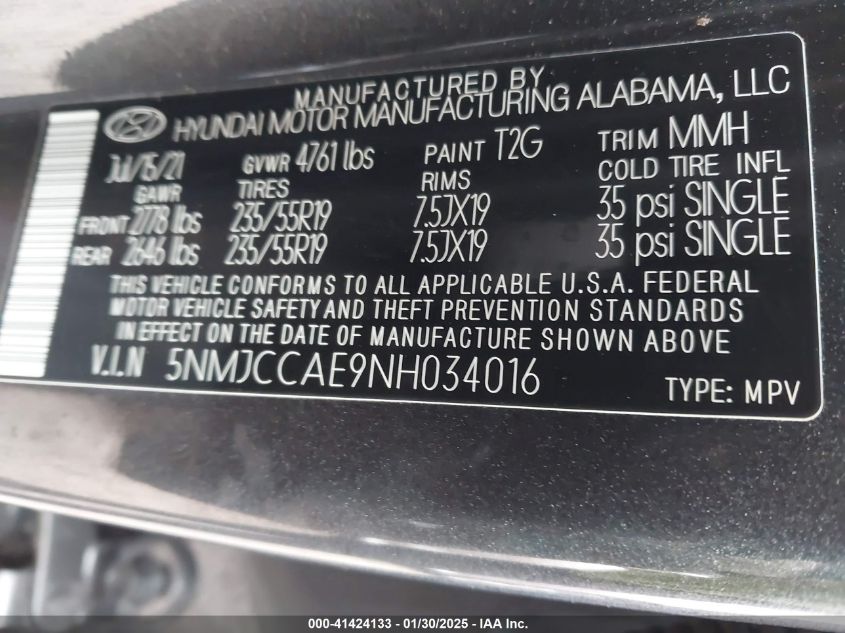 MANUFACTURED BY
HYUNDAI MOTOR MANUFACTURING ALABAMA, LLC
Jul/15/21 GVWR 4761 lbs PAINT T2G TRIM MMH
GAWR TIRES RIMS COLD TIRE INFL
FRONT 2778 lbs 235/55R19 7.5JX19 35 psi SINGLE
REAR 2646 lbs 235/55R19 7.5JX19 35 psi SINGLE
THIS VEHICLE CONFORMS TO ALL APPLICABLE U.S.A. FEDERAL
MOTOR VEHICLE SAFETY AND THEFT PREVENTION STANDARDS
IN EFFECT ON THE DATE OF MANUFACTURE SHOWN ABOVE
V.I.N 5NMJCCAE9NH034016 TYPE: MPV
000-41424133 - 01/30/2025 - IAA Inc.